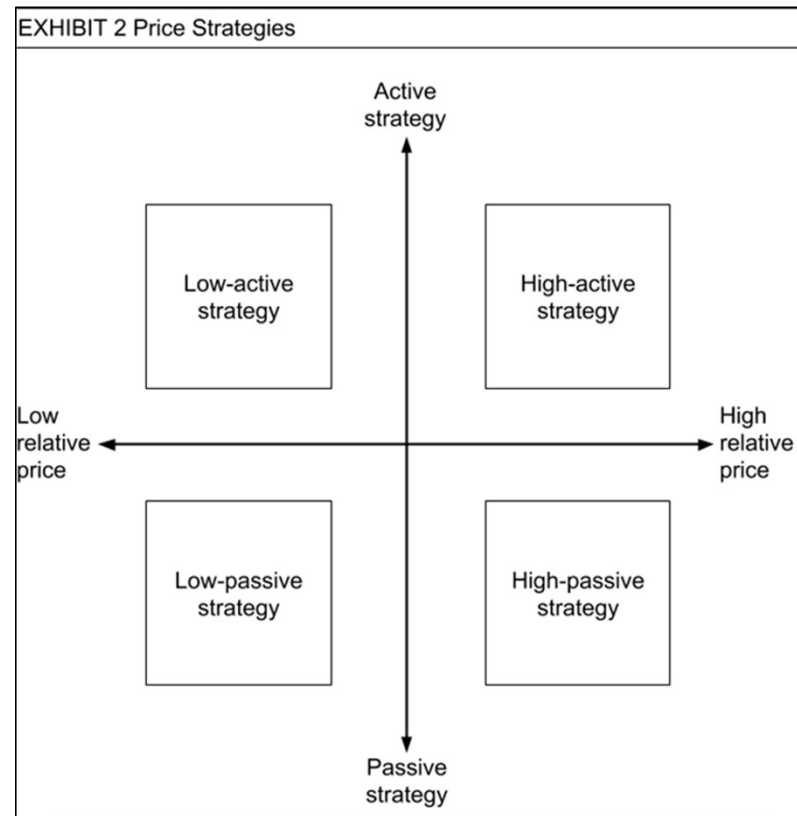 EXHIBIT 2 Price Strategies
Active
strategy
Low-active
strategy
High-active
strategy
Low
relative
price
High
relative
price
Low-passive
strategy
High-passive
strategy
Passive
strategy